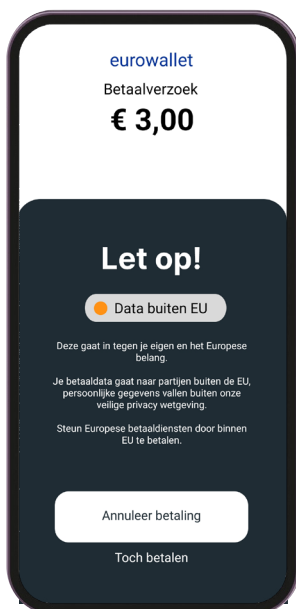 eurowallet
Betaalverzoek
€ 3,00
Let op!
Data buiten EU
Deze gaat in tegen je eigen en het Europese
belang.
Je betaaldata gaat naar partijen buiten de EU,
persoonlijke gegevens vallen buiten onze
veilige privacy wetgeving.
Steun Europese betaaldiensten door binnen
EU te betalen.
Annuleer betaling
Toch betalen